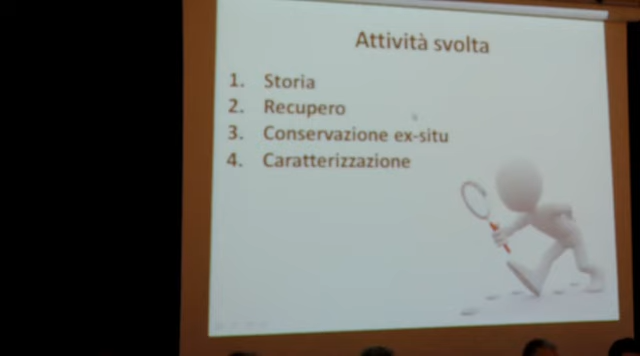 Attività svolta
1. Storia
2. Recupero
3. Conservazione ex-situ
4. Caratterizzazione